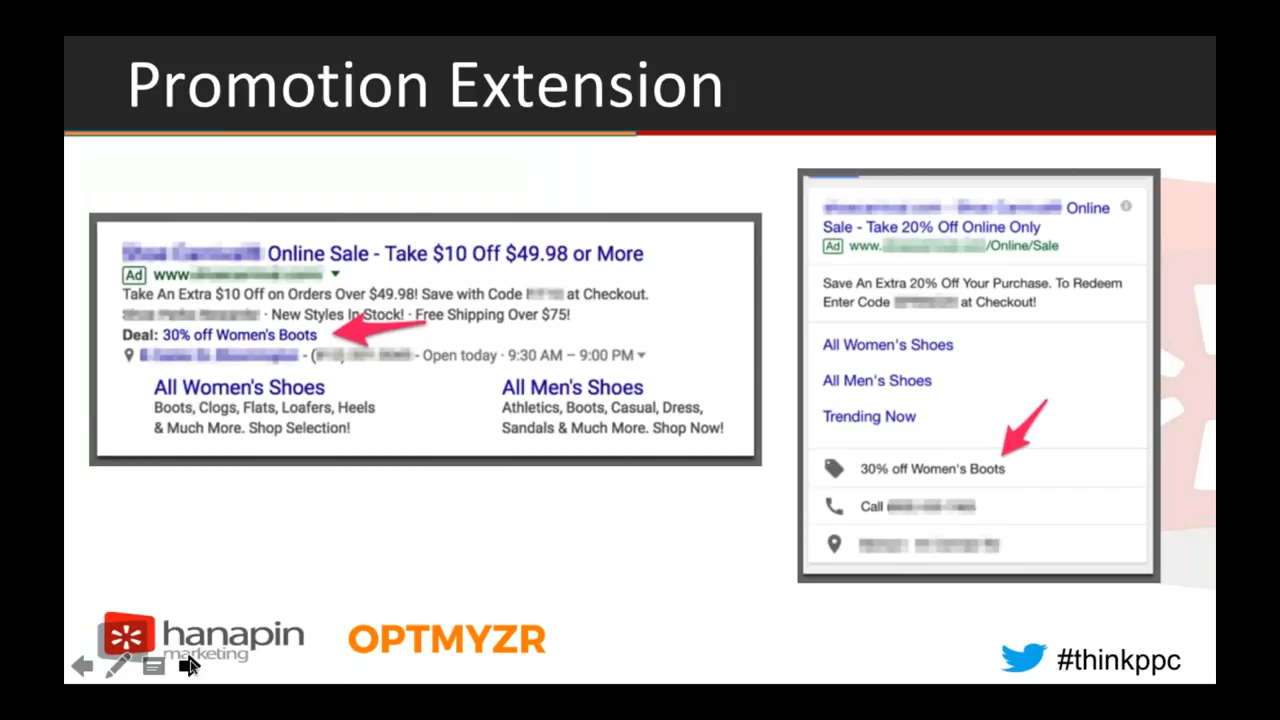 Promotion Extension
Online Sale - Take $10 Off $49.98 or More
Ad www
Take An Extra $10 Off on Orders Over $49.98! Save with Code at Checkout.
· New Styles In Stock! · Free Shipping Over $75!
Deal: 30% off Women's Boots
- ( - Open today · 9:30 AM – 9:00 PM
All Women's Shoes
Boots, Clogs, Flats, Loafers, Heels
& Much More. Shop Selection!
All Men's Shoes
Athletics, Boots, Casual, Dress,
Sandals & Much More. Shop Now!
Online
Sale - Take 20% Off Online Only
Ad www. /Online/Sale
Save An Extra 20% Off Your Purchase. To Redeem
Enter Code at Checkout!
All Women's Shoes
All Men's Shoes
Trending Now
30% off Women's Boots
Call
hanapin
marketing
OPTMYZR
#thinkppc